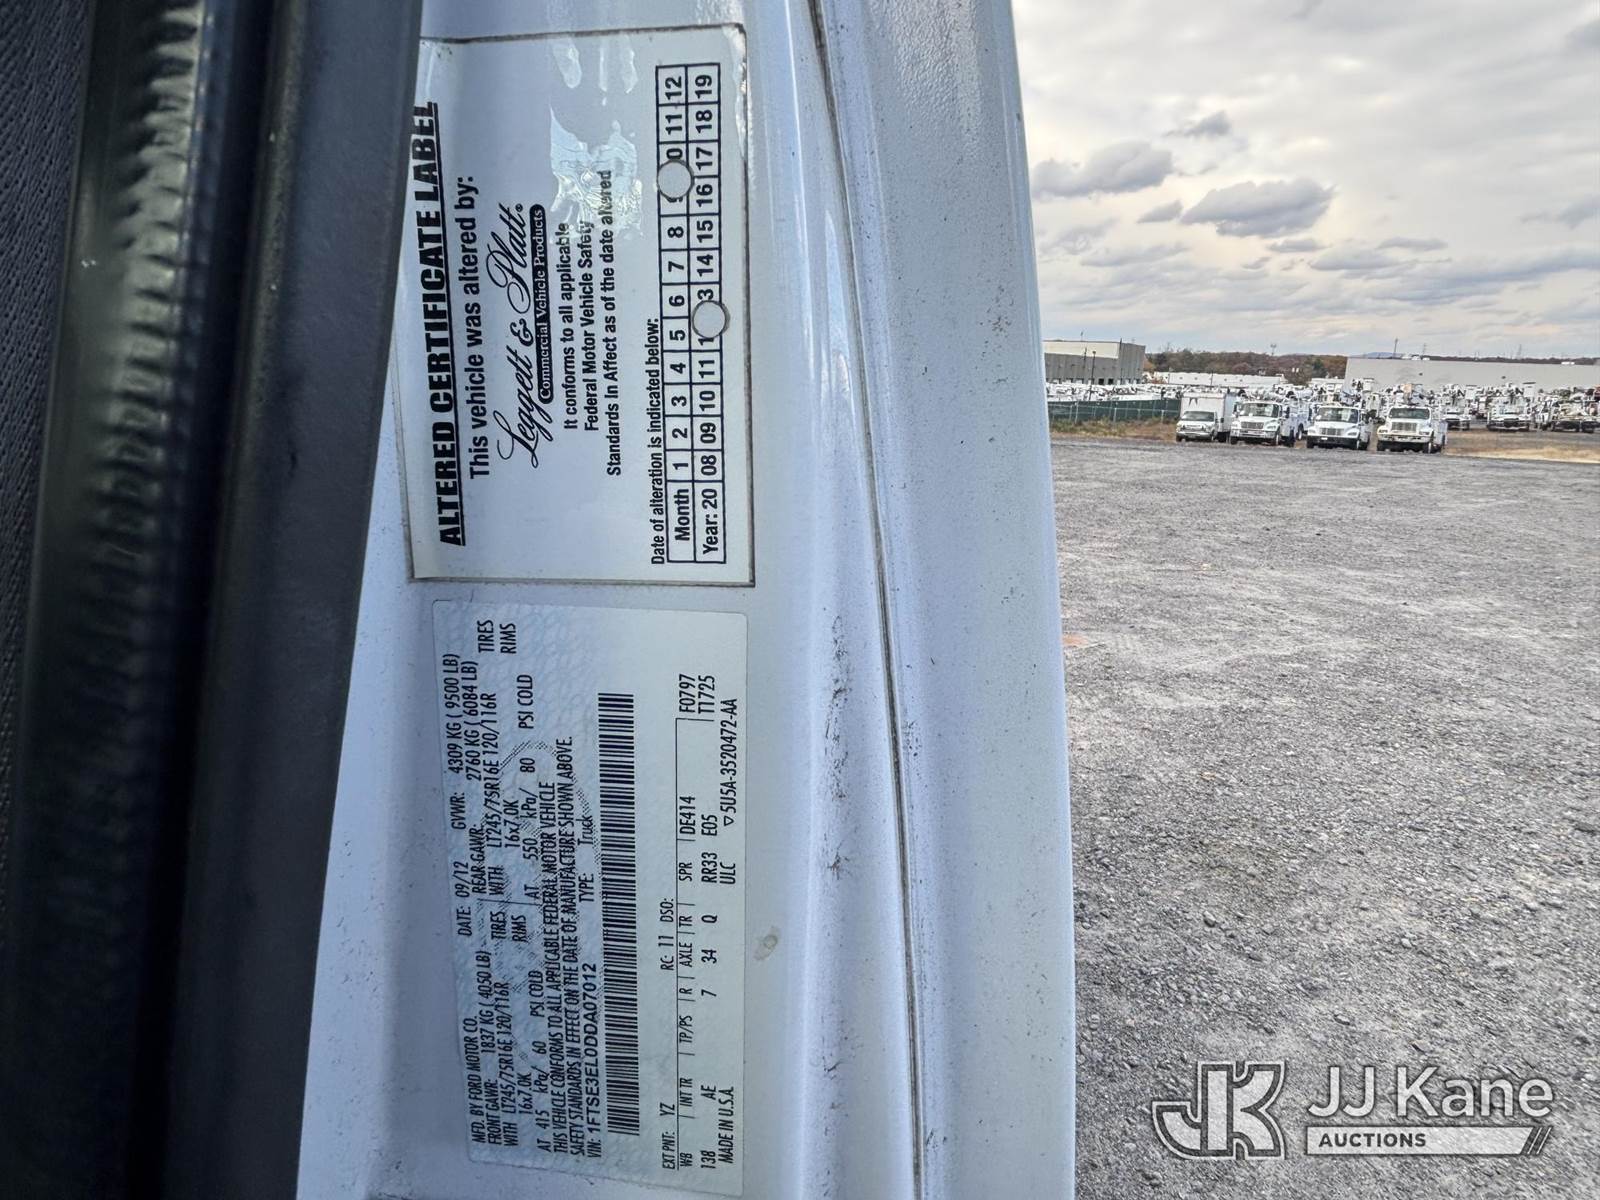 ALTERED CERTIFICATE LABEL
This vehicle was altered by:
Leggett & Platt®
Commercial Vehicle Products
It conforms to all applicable
Federal Motor Vehicle Safety
Standards In Affect as of the date altered
Date of alteration is indicated below:
Month 1 2 3 4 5 6 7 8 0 11 12
Year: 20 08 09 10 11 1 3 14 15 16 17 18 19
MFD. BY FORD MOTOR CO. DATE: 09/12 GVWR: 4309 KG ( 9500 LB)
FRONT GAWR: 1837 KG ( 4050 LB) REAR GAWR: 2760 KG ( 6084 LB)
WITH LT245/75R16E 120/116R TIRES WITH LT245/75R16E 120/116R TIRES
16x7.0K RIMS 16x7.0K RIMS
AT 415 kPa/ 60 PSI COLD AT 550 kPa/ 80 PSI COLD
THIS VEHICLE CONFORMS TO ALL APPLICABLE FEDERAL MOTOR VEHICLE
SAFETY STANDARDS IN EFFECT ON THE DATE OF MANUFACTURE SHOWN ABOVE.
VIN: 1FTSE3EL0DDA07012 TYPE: Truck
EXT PNT: YZ RC: 11 DSO: F0797
WB INT TR TP/PS R AXLE TR SPR DE414 T1725
138 AE 7 34 Q RR33 E05
MADE IN U.S.A. ULC ▽5U5A-3520472-AA
JK JJ Kane
AUCTIONS